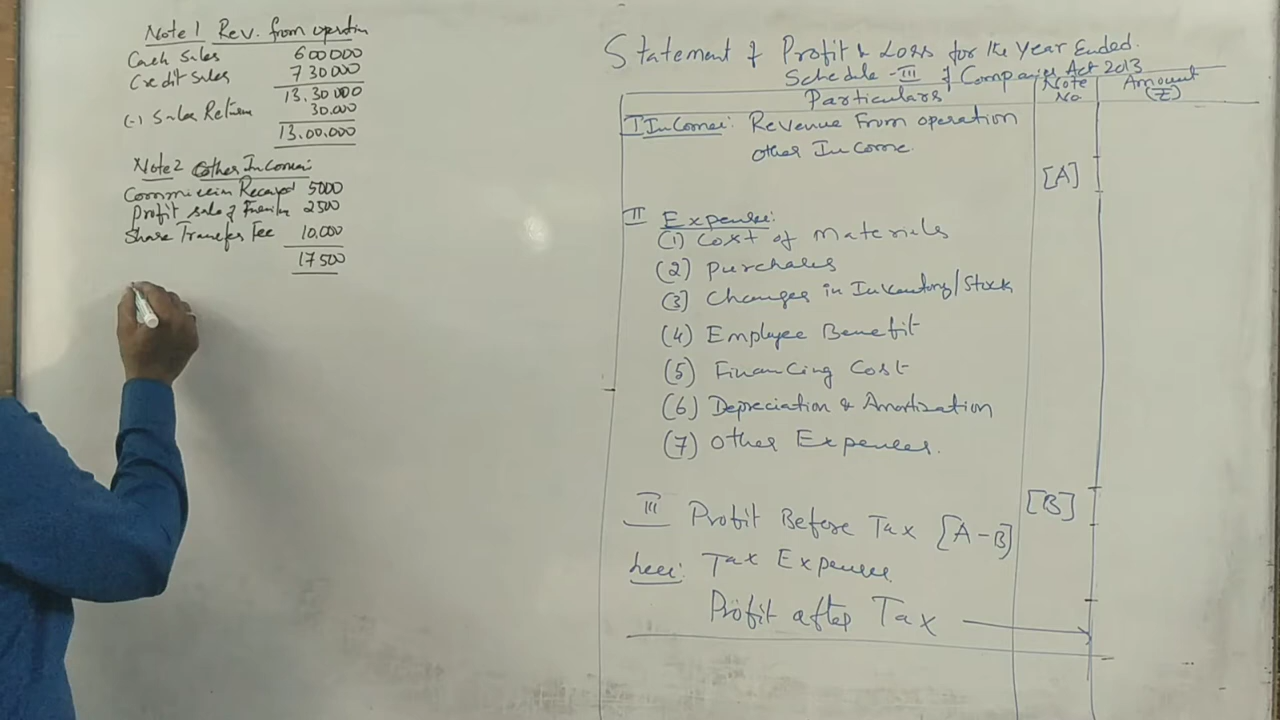 Note 1 Rev. from operation
Cash Sales 600000
Credit Sales 730000
13.30000
(-) Sales Return 30.000
13.00.000
Note 2 Other Incomes:
Commission Received 5000
Profit sale of Furniture 2500
Share Transfer Fee 10.000
17500
Statement of Profit & Loss for the Year Ended.
Schedule-III of Companies Act 2013
Particulars Note No. Amount (₹)
I Incomes: Revenue From operation
other Income.
[A]
II Expenses:
(1) Cost of Materials
(2) Purchases
(3) Changes in Inventory/Stock
(4) Employee Benefit
(5) Financing Cost
(6) Depreciation & Amortization
(7) Other Expenses.
[B]
III Profit Before Tax [A-B]
Less: Tax Expenses
Profit after Tax